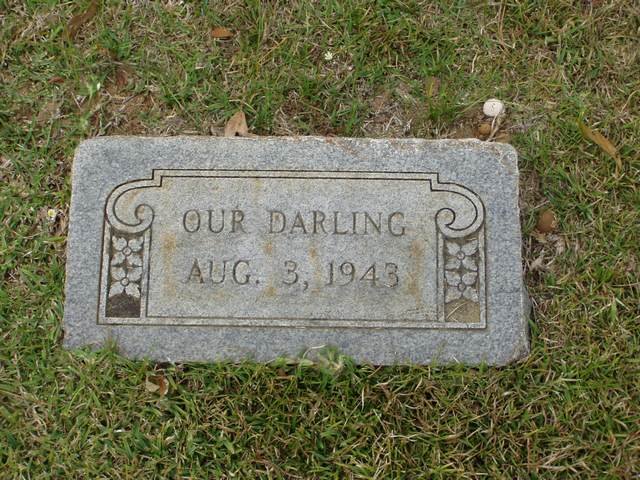 OUR DARLING
AUG. 3, 1943